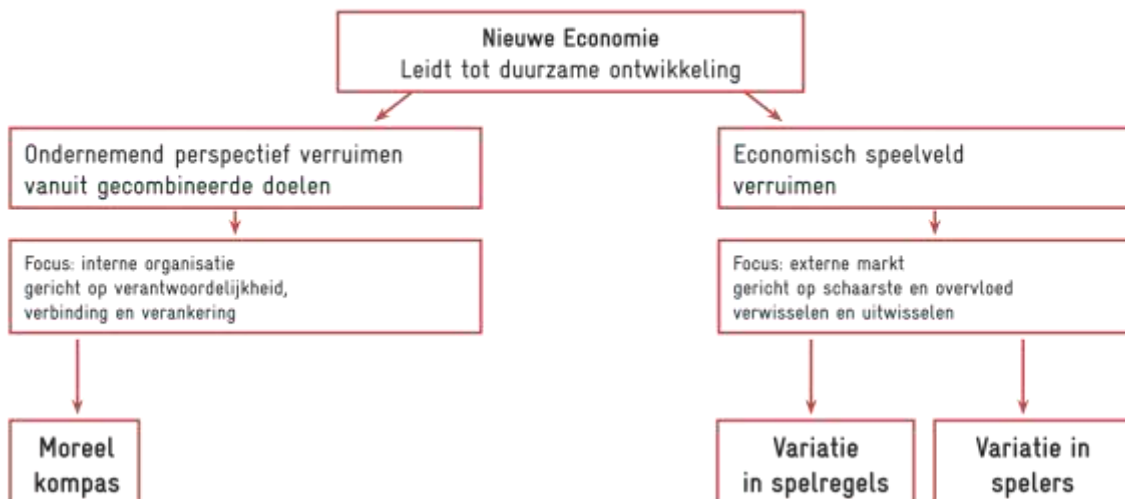 Nieuwe Economie
Leidt tot duurzame ontwikkeling
Ondernemend perspectief verruimen
vanuit gecombineerde doelen
Economisch speelveld
verruimen
Focus: interne organisatie
gericht op verantwoordelijkheid,
verbinding en verankering
Focus: externe markt
gericht op schaarste en overvloed
verwisselen en uitwisselen
Moreel
kompas
Variatie
in spelregels
Variatie in
spelers